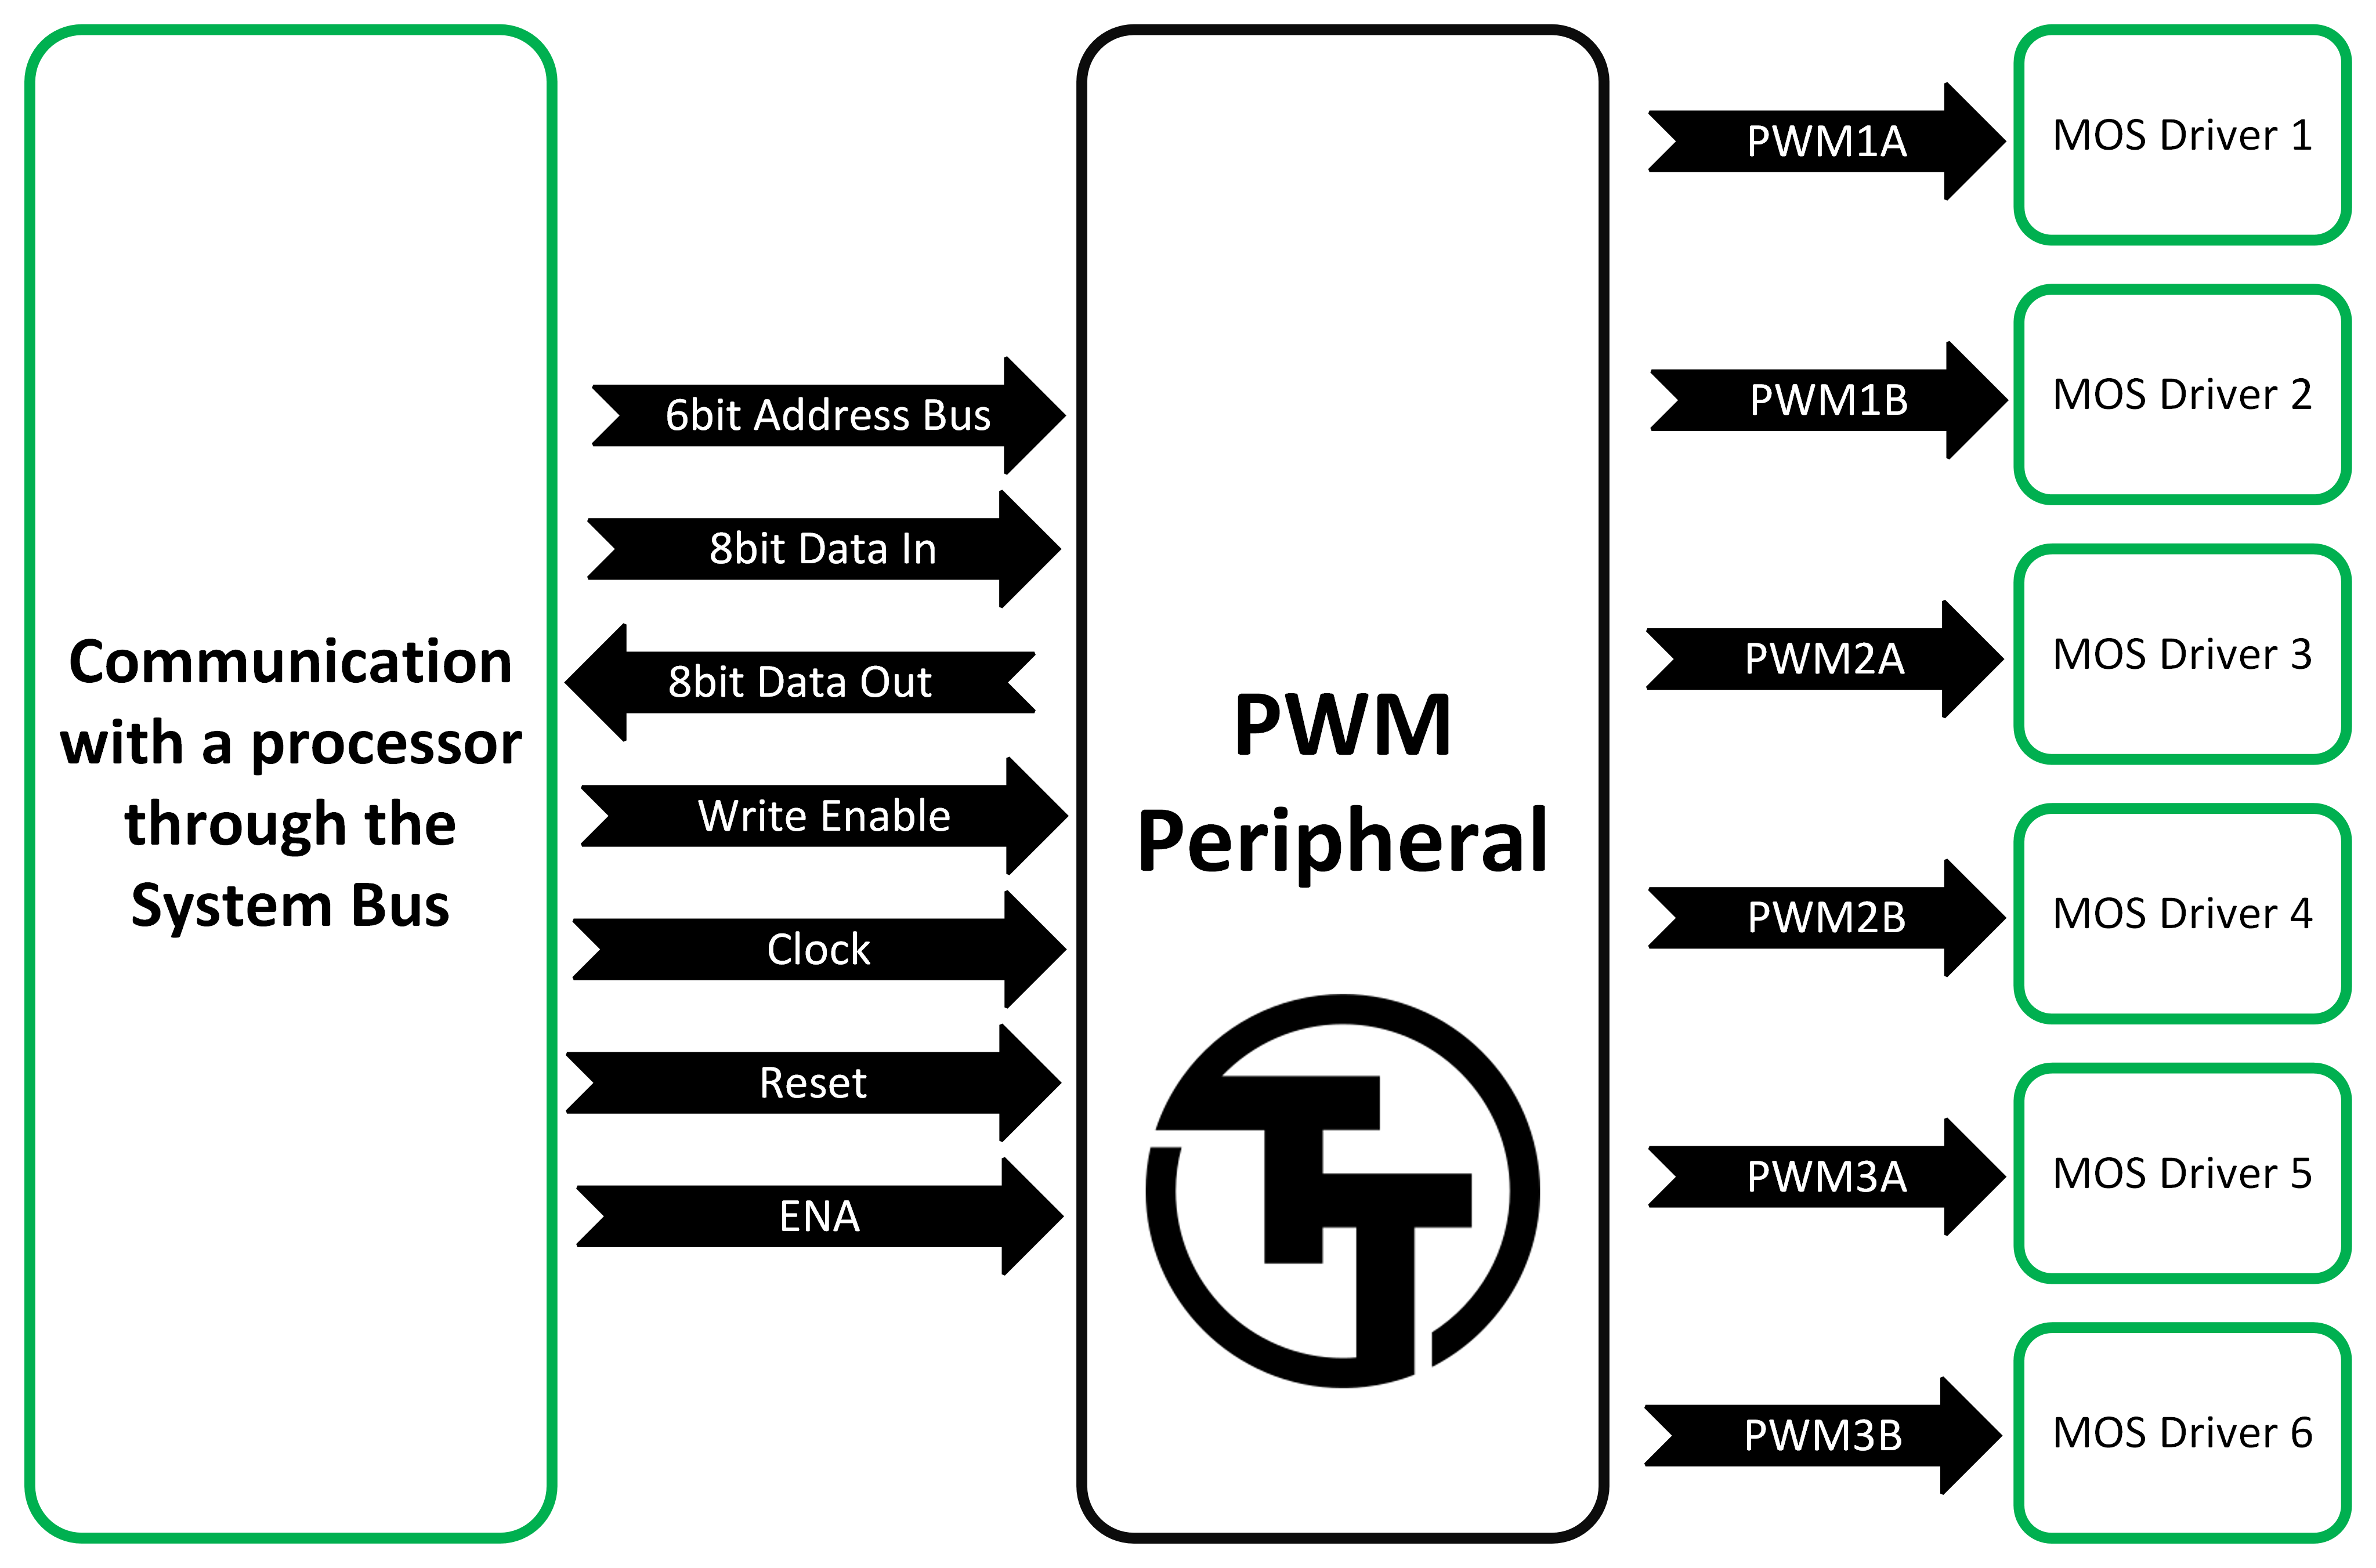 Communication
with a processor
through the
System Bus
6bit Address Bus
8bit Data In
8bit Data Out
Write Enable
Clock
Reset
ENA
PWM
Peripheral
TT
PWM1A
MOS Driver 1
PWM1B
MOS Driver 2
PWM2A
MOS Driver 3
PWM2B
MOS Driver 4
PWM3A
MOS Driver 5
PWM3B
MOS Driver 6